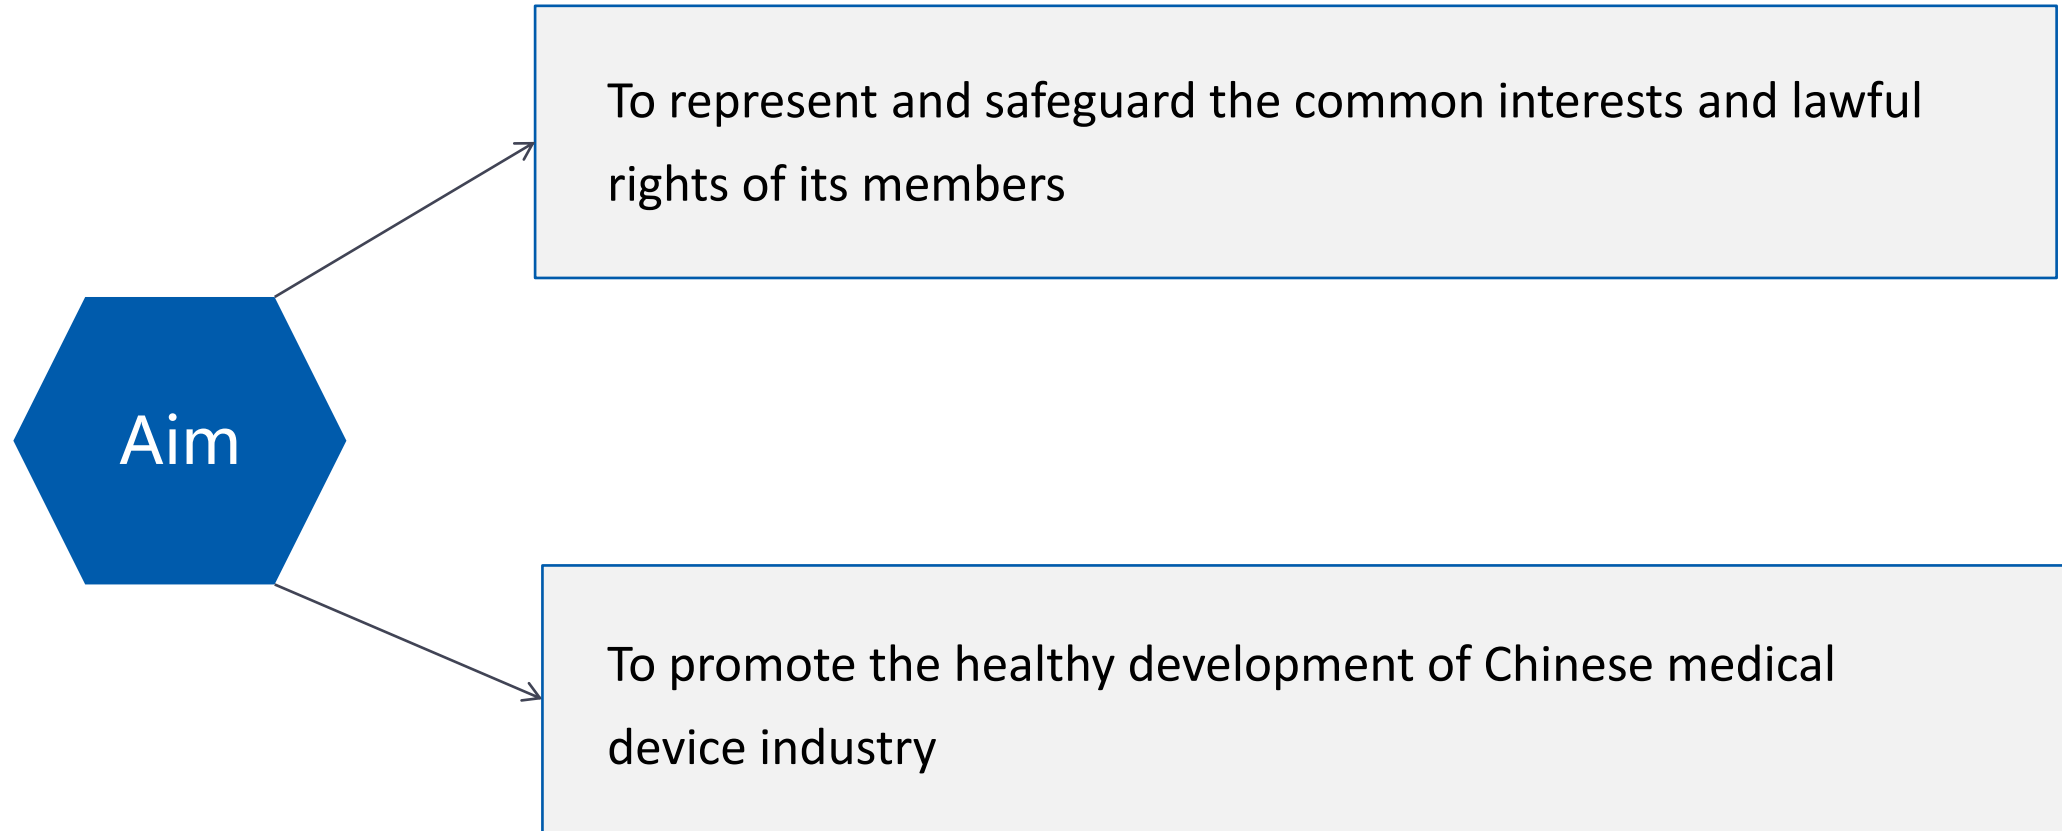 To represent and safeguard the common interests and lawful
rights of its members
Aim
To promote the healthy development of Chinese medical
device industry